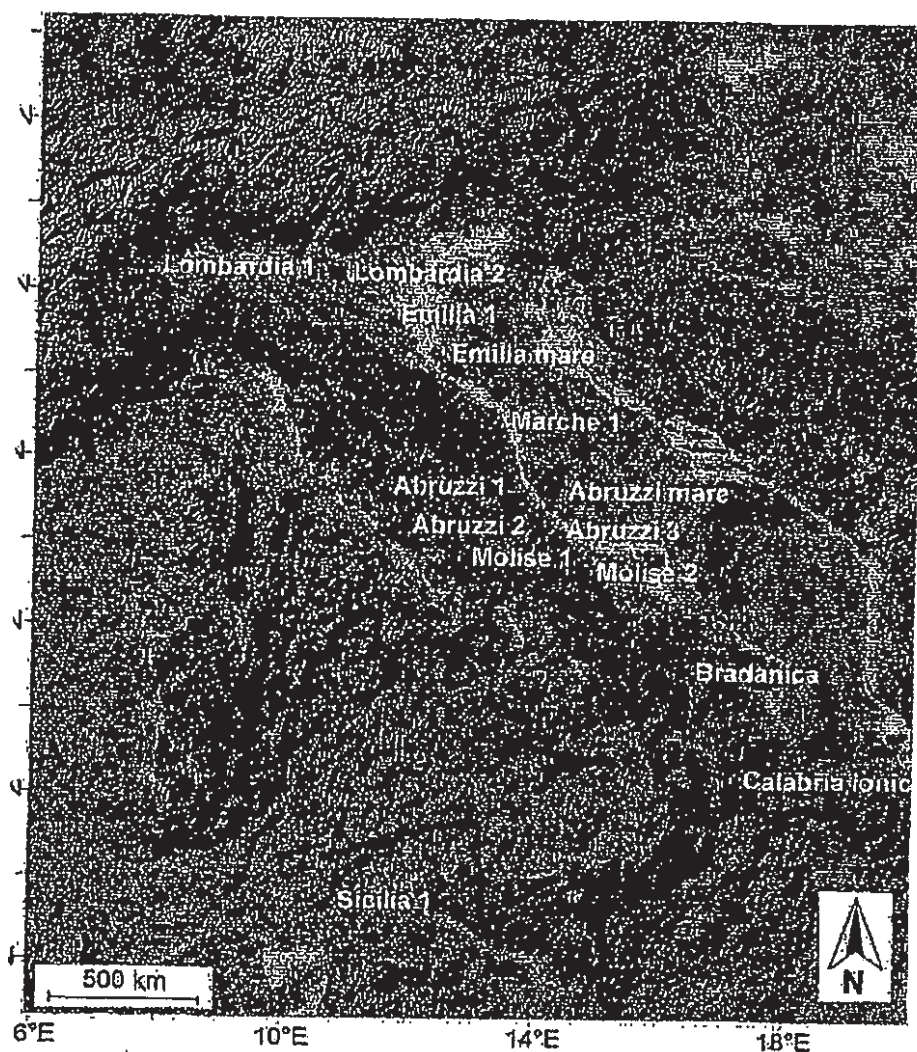 Lombardia 1
Lombardia 2
Emilia 1
Emilia mare
Marche 1
Abruzzi 1
Abruzzi mare
Abruzzi 2
Abruzzi 3
Molise 1
Molise 2
Bradanica
Calabria ionic
Sicilia 1
500 km
N
6°E
10°E
14°E
18°E